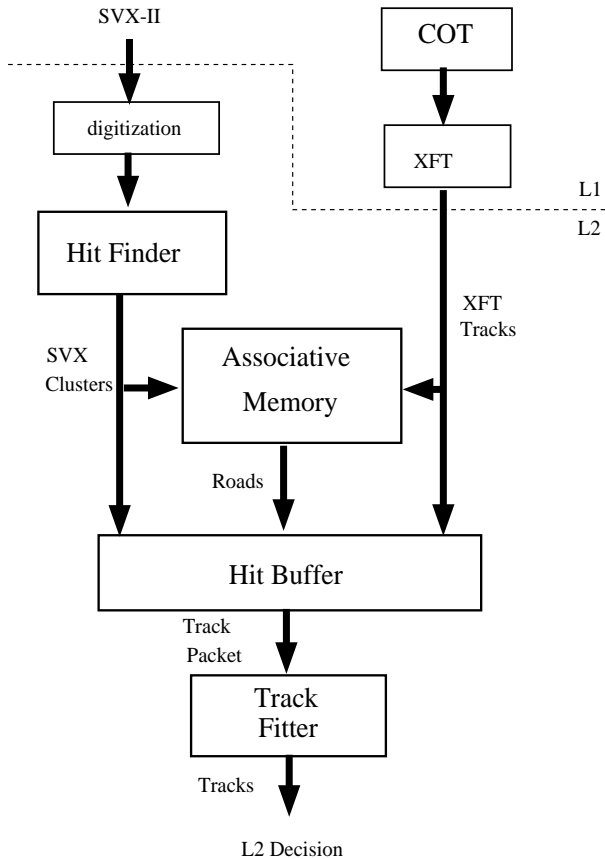 SVX-II
COT
digitization
XFT
L1
L2
Hit Finder
XFT
Tracks
SVX
Clusters
Associative
Memory
Roads
Hit Buffer
Track
Packet
Track
Fitter
Tracks
L2 Decision